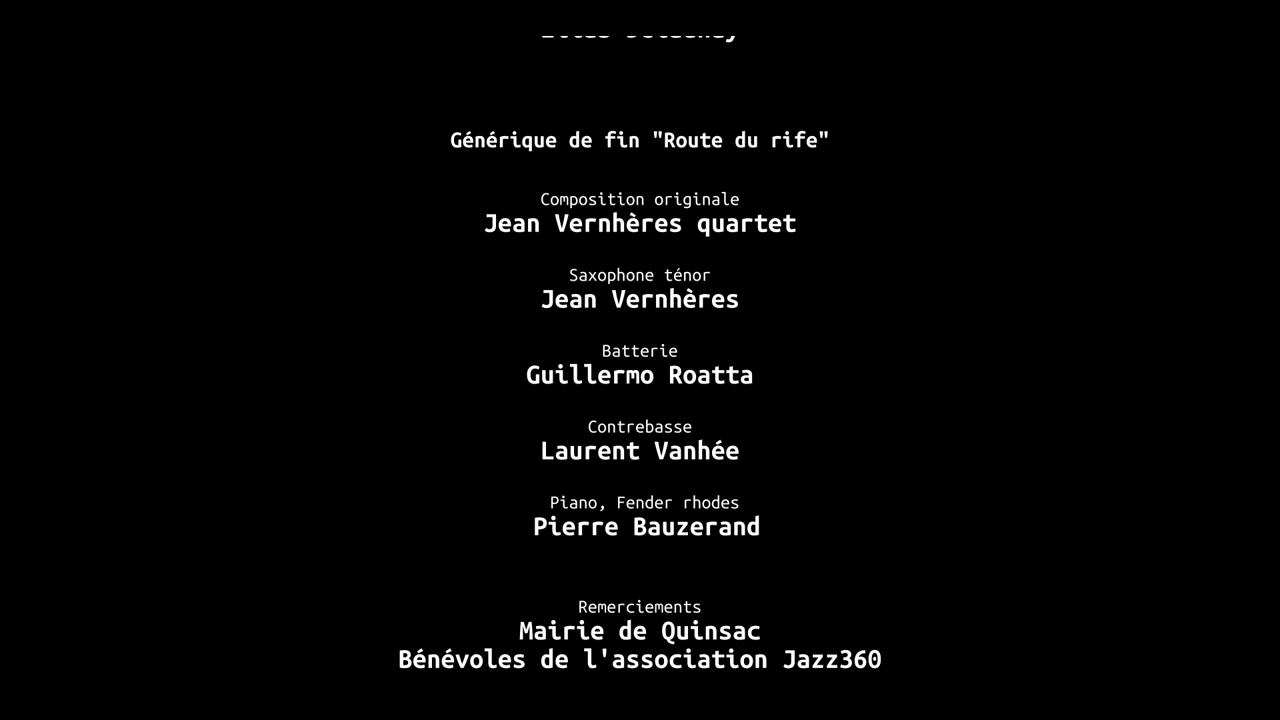 Générique de fin "Route du rife"
Composition originale
Jean Vernhères quartet
Saxophone ténor
Jean Vernhères
Batterie
Guillermo Roatta
Contrebasse
Laurent Vanhée
Piano, Fender rhodes
Pierre Bauzerand
Remerciements
Mairie de Quinsac
Bénévoles de l'association Jazz360